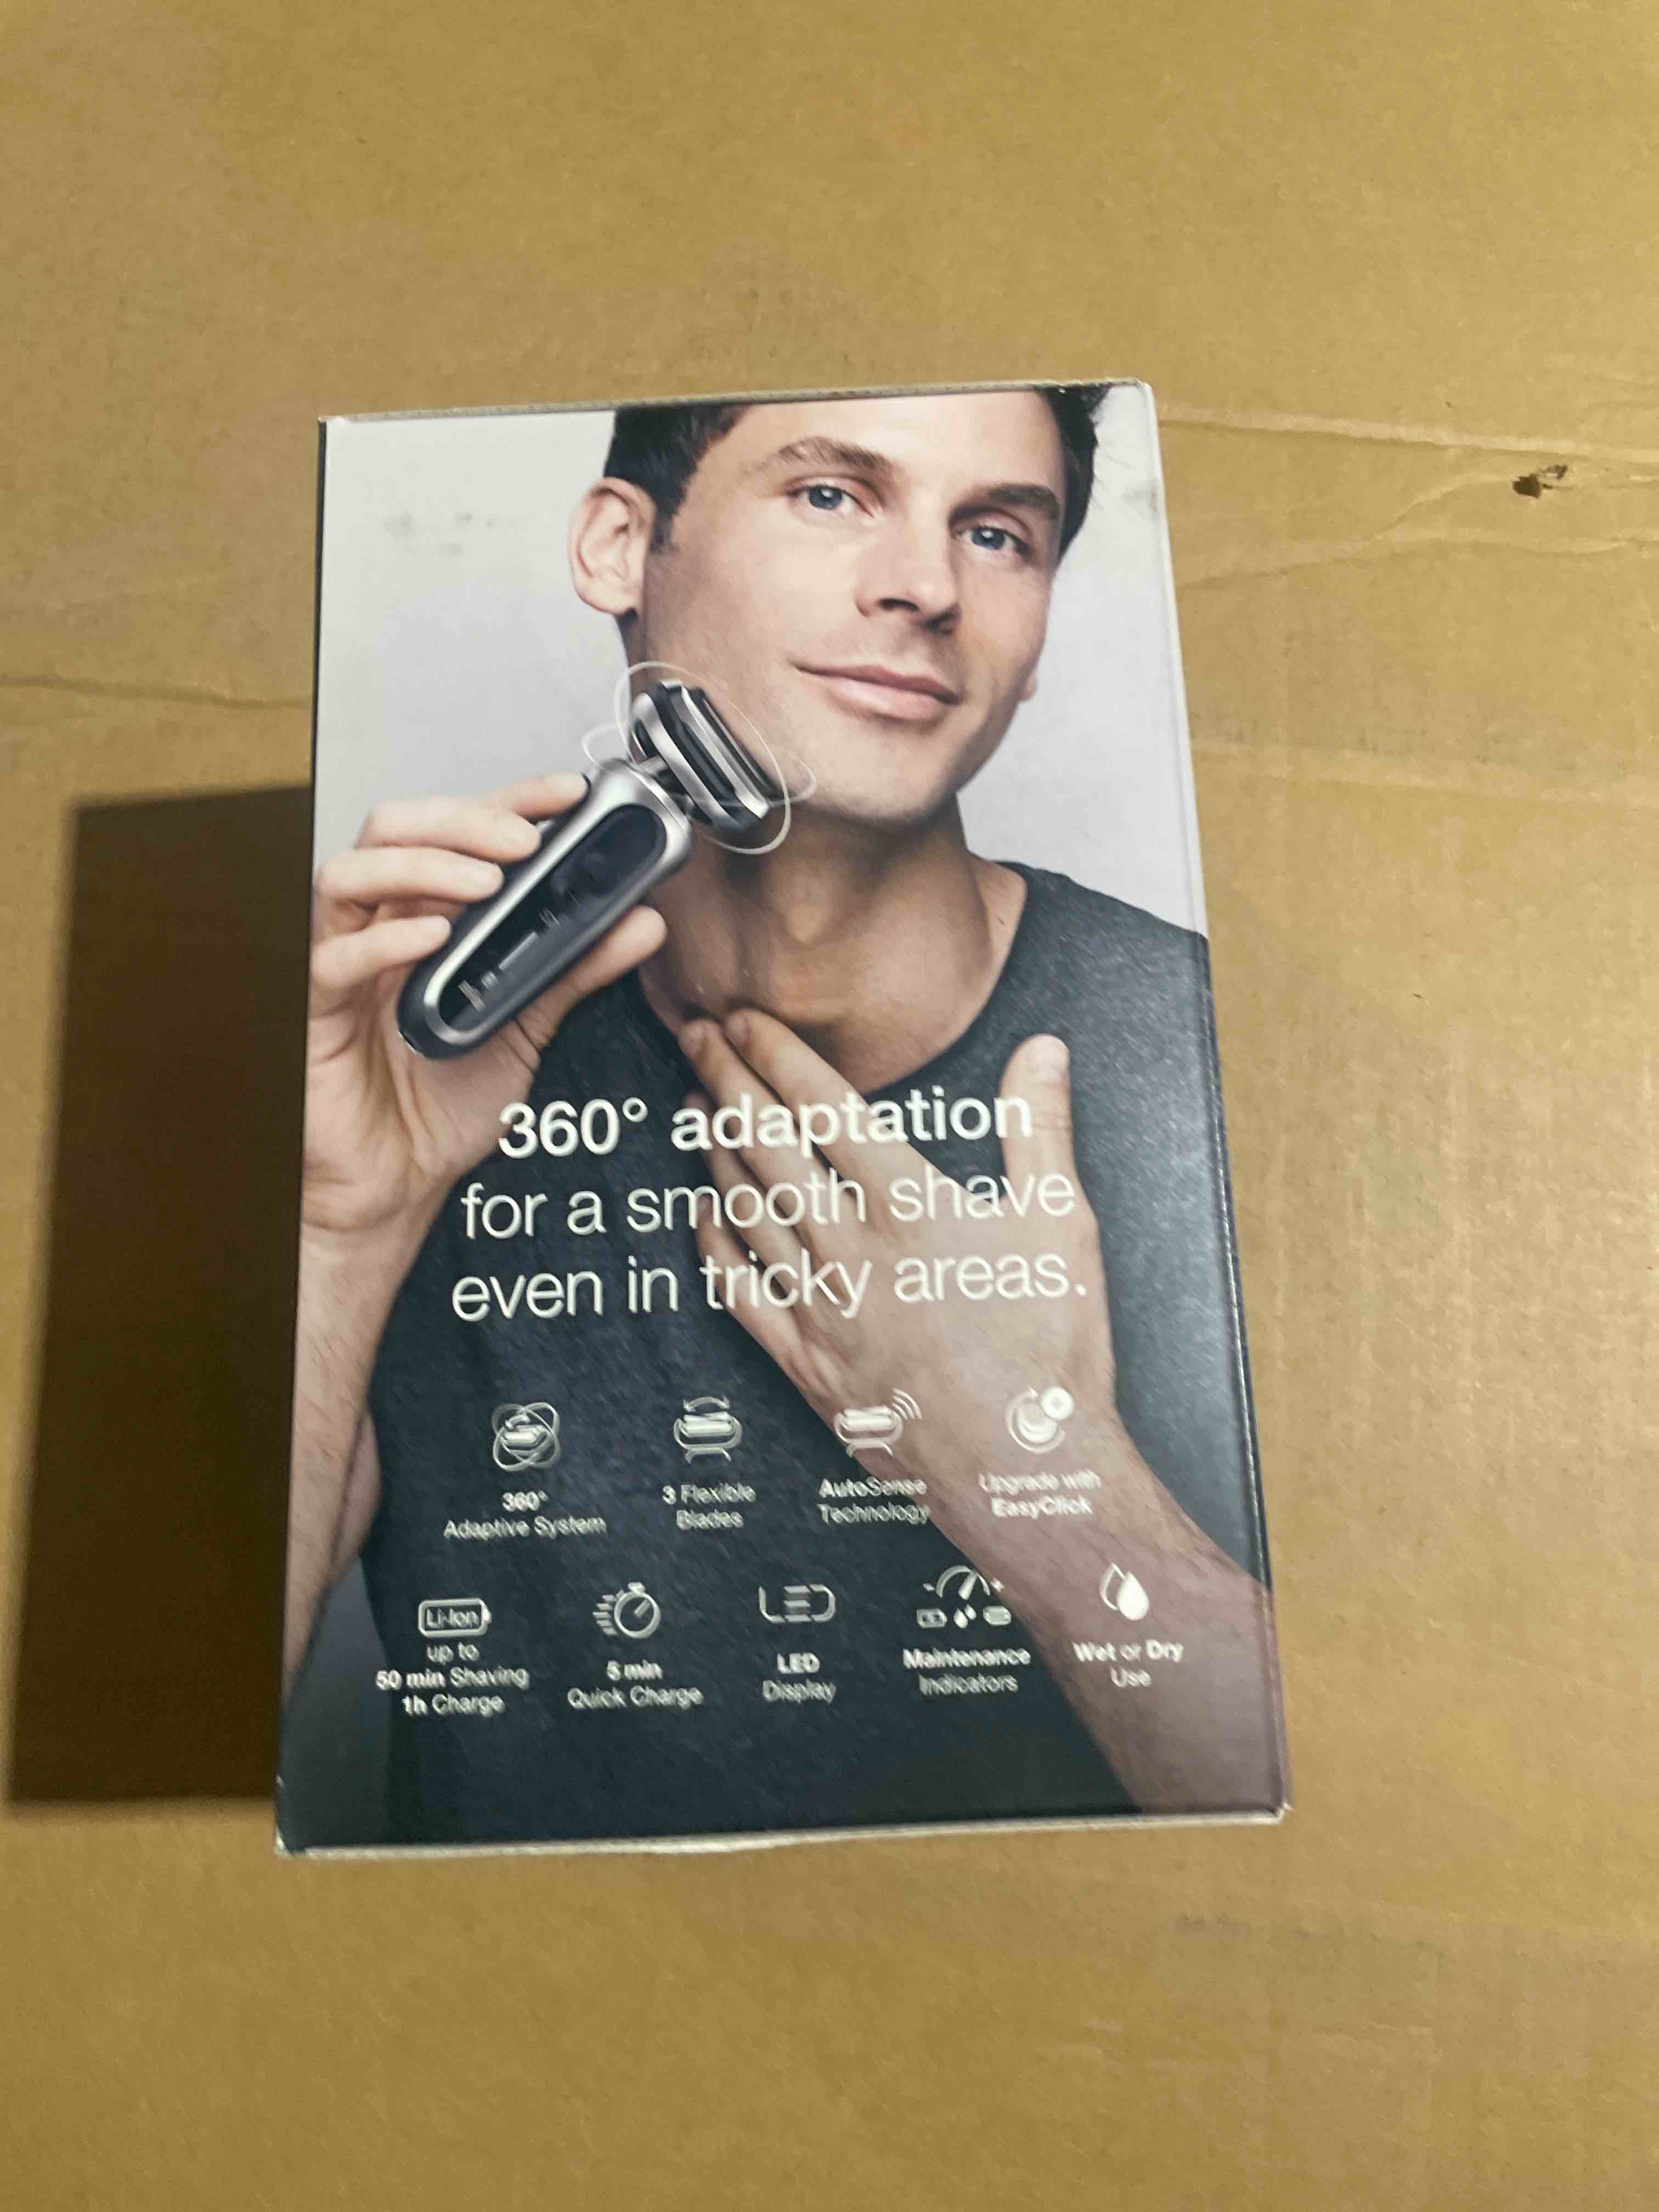 360° adaptation
for a smooth shave
even in tricky areas.
360°
Adaptive System
3 Flexible
Blades
AutoSense
Technology
Upgrade with
EasyClick
Li-Ion
up to
50 min Shaving
1h Charge
5 min
Quick Charge
LED
LED
Display
Maintenance
Indicators
Wet or Dry
Use